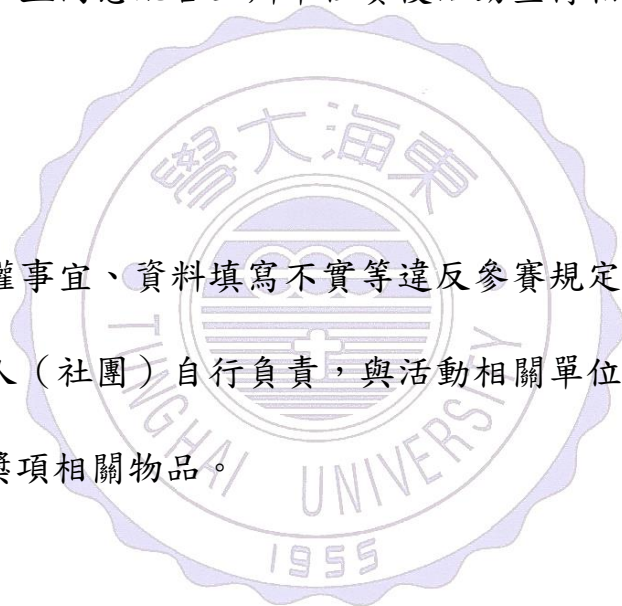 東海大學
權事宜、資料填寫不實等違反參賽規定
人（社團）自行負責，與活動相關單位
獎項相關物品。
TUNGHAI UNIVERSITY
1955